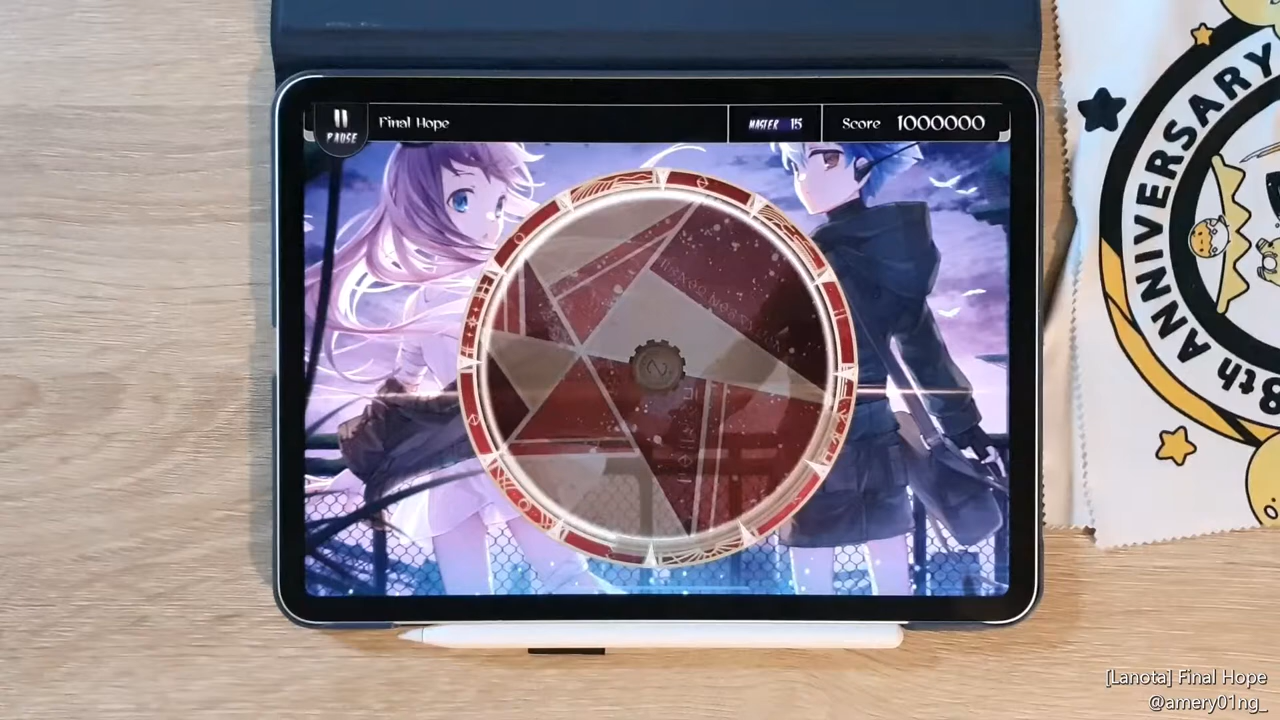 PAUSE
Final Hope
MASTER 15
Score 1000000
8th ANNIVERSARY
[Lanota] Final Hope
@amery01ng_